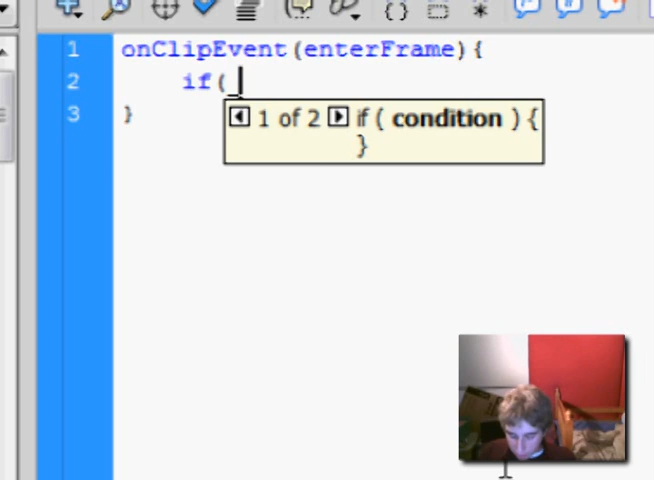 1 onClipEvent(enterFrame){
2 if(
1 of 2 if ( condition ) {
3 }
}